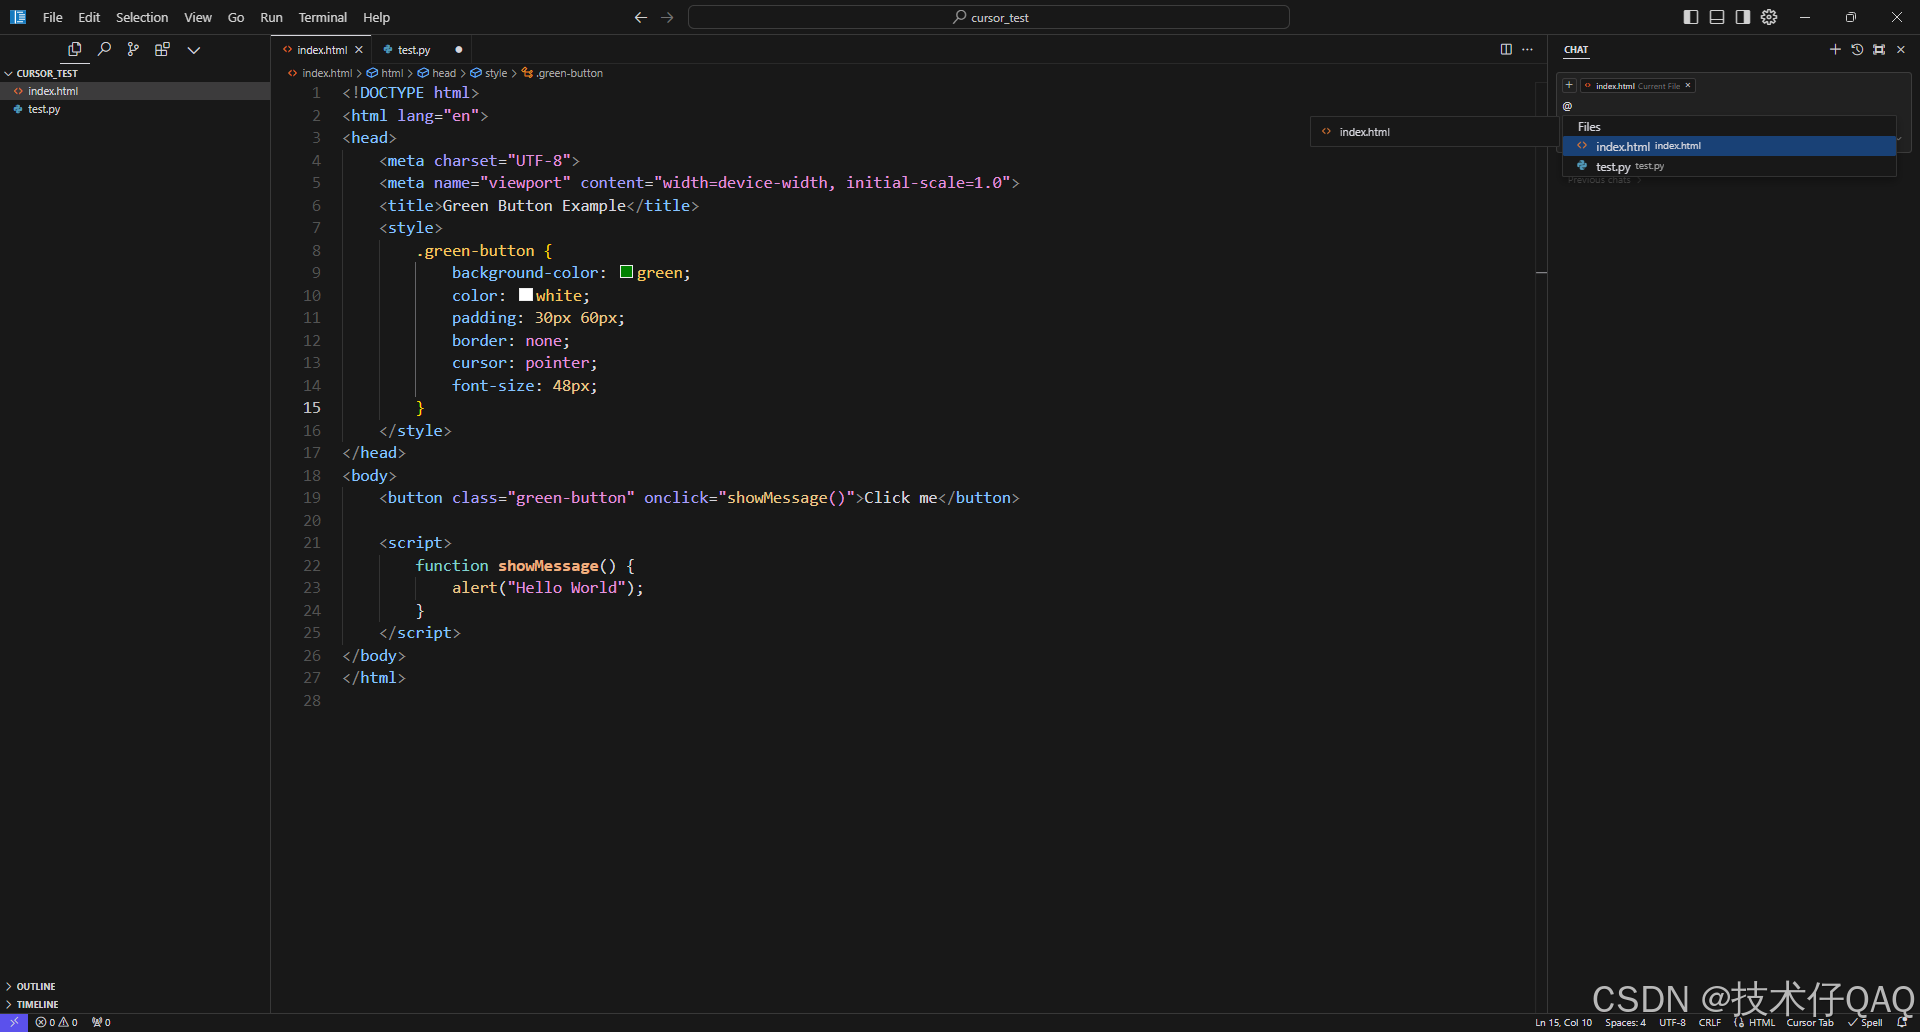 File Edit Selection View Go Run Terminal Help
cursor_test
CURSOR_TEST
index.html
test.py
index.html
test.py
index.html > html > head > style > .green-button
1 <!DOCTYPE html>
2 <html lang="en">
3 <head>
4 <meta charset="UTF-8">
5 <meta name="viewport" content="width=device-width, initial-scale=1.0">
6 <title>Green Button Example</title>
7 <style>
8 .green-button {
9 background-color: green;
10 color: white;
11 padding: 30px 60px;
12 border: none;
13 cursor: pointer;
14 font-size: 48px;
15 }
16 </style>
17 </head>
18 <body>
19 <button class="green-button" onclick="showMessage()">Click me</button>
20
21 <script>
22 function showMessage() {
23 alert("Hello World");
24 }
25 </script>
26 </body>
27 </html>
28
index.html
CHAT
index.html Current File
@
Files
index.html index.html
test.py test.py
Previous chats
OUTLINE
TIMELINE
0 0 0
Ln 15, Col 10 Spaces: 4 UTF-8 CRLF {} HTML Cursor Tab Spell
CSDN @技术仔QAQ